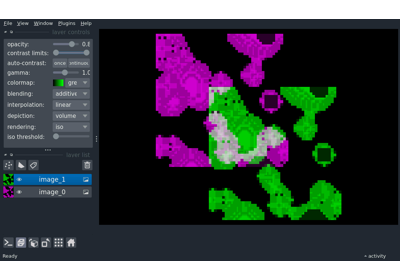 File View Window Plugins Help
layer controls
opacity: 0.8
contrast limits:
auto-contrast: once
gamma: 1.0
colormap: gre
blending: additive
interpolation: linear
depiction: volume
rendering: iso
iso threshold:
layer list
image_1
image_0
Ready
activity